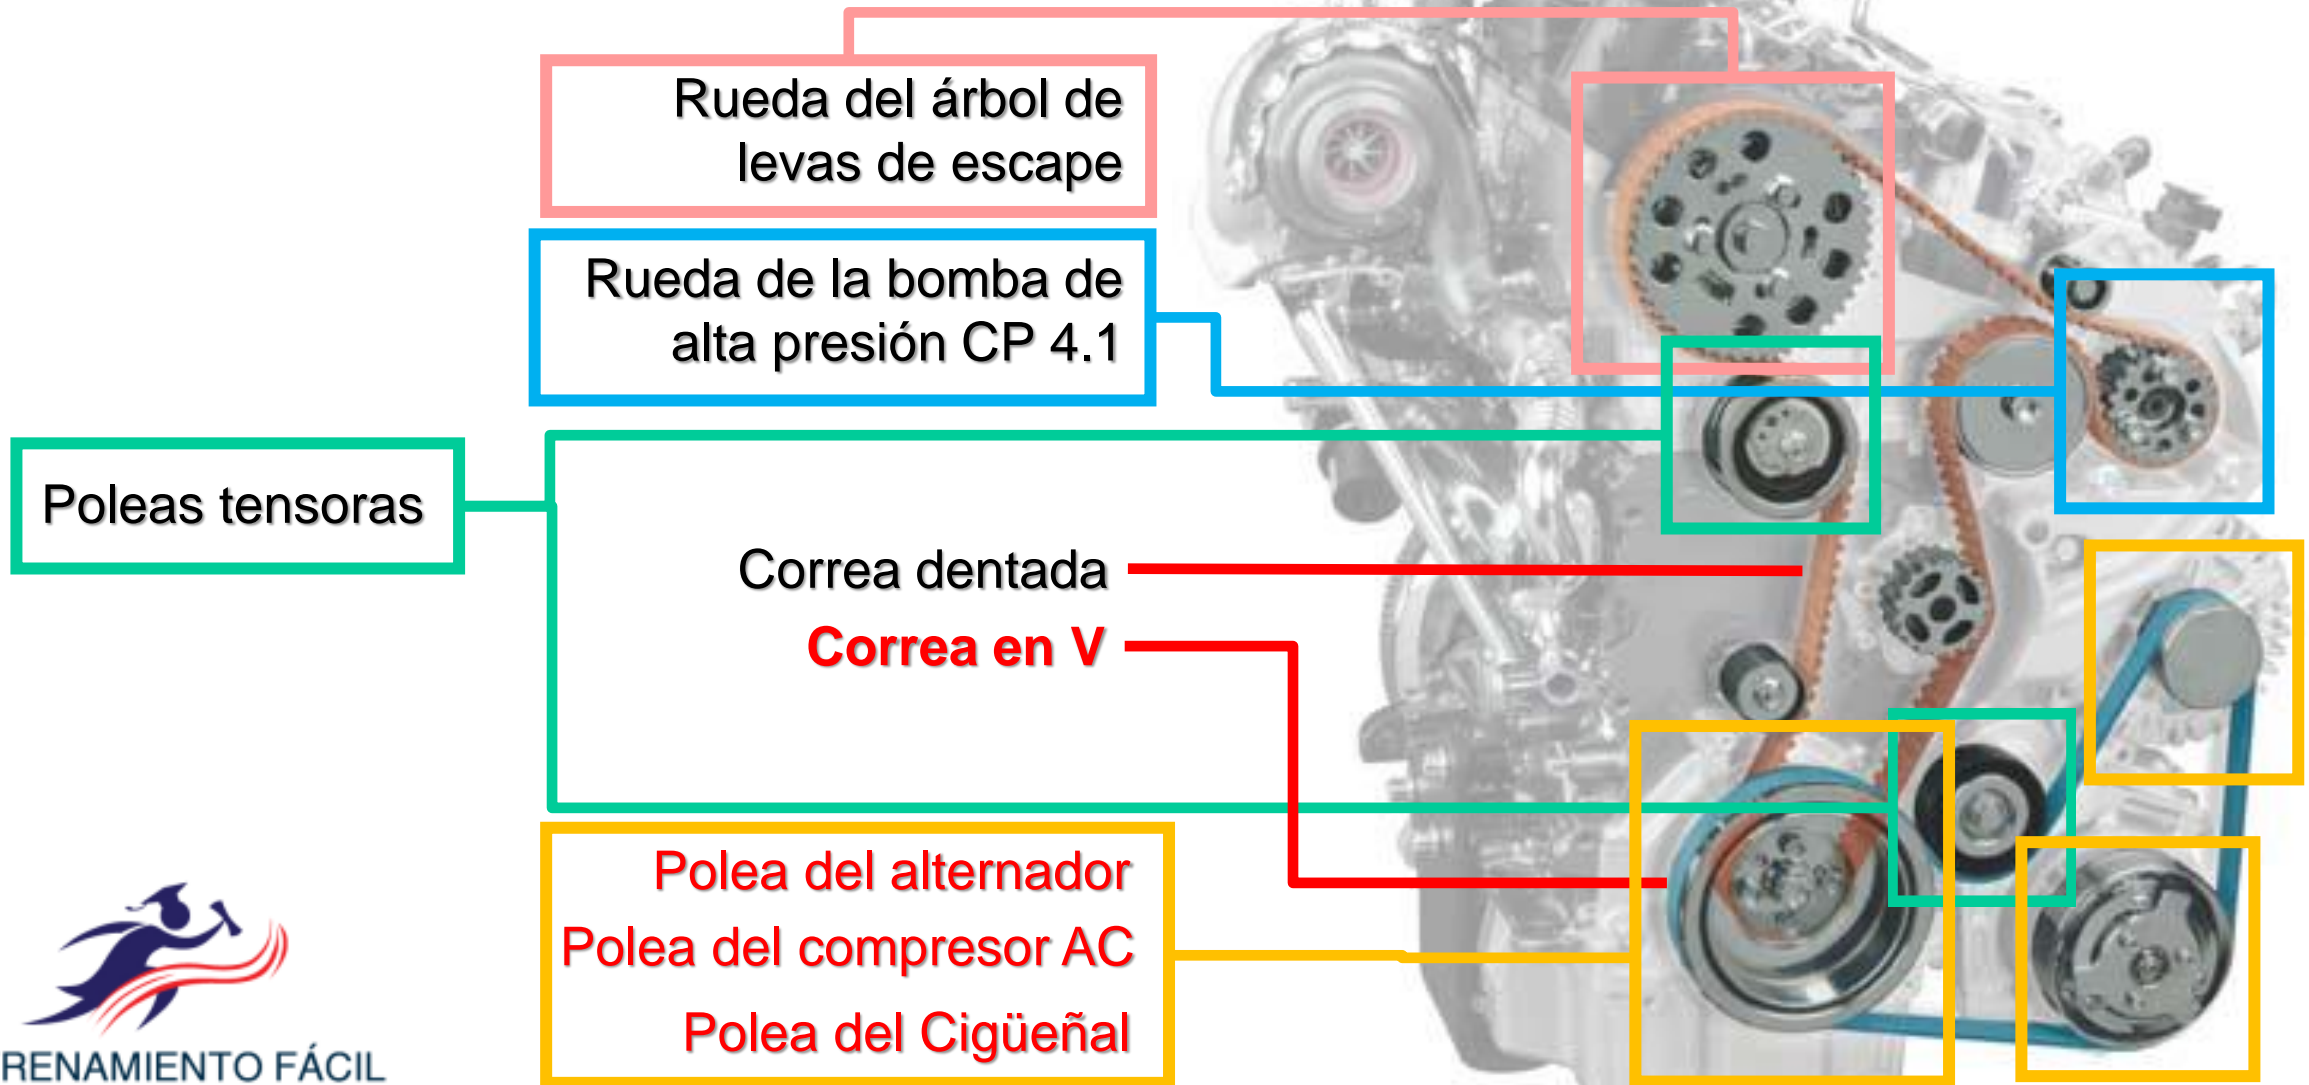 Rueda del árbol de
levas de escape
Rueda de la bomba de
alta presión CP 4.1
Poleas tensoras
Correa dentada
Correa en V
Polea del alternador
Polea del compresor AC
Polea del Cigüeñal
RENAMIENTO FÁCIL